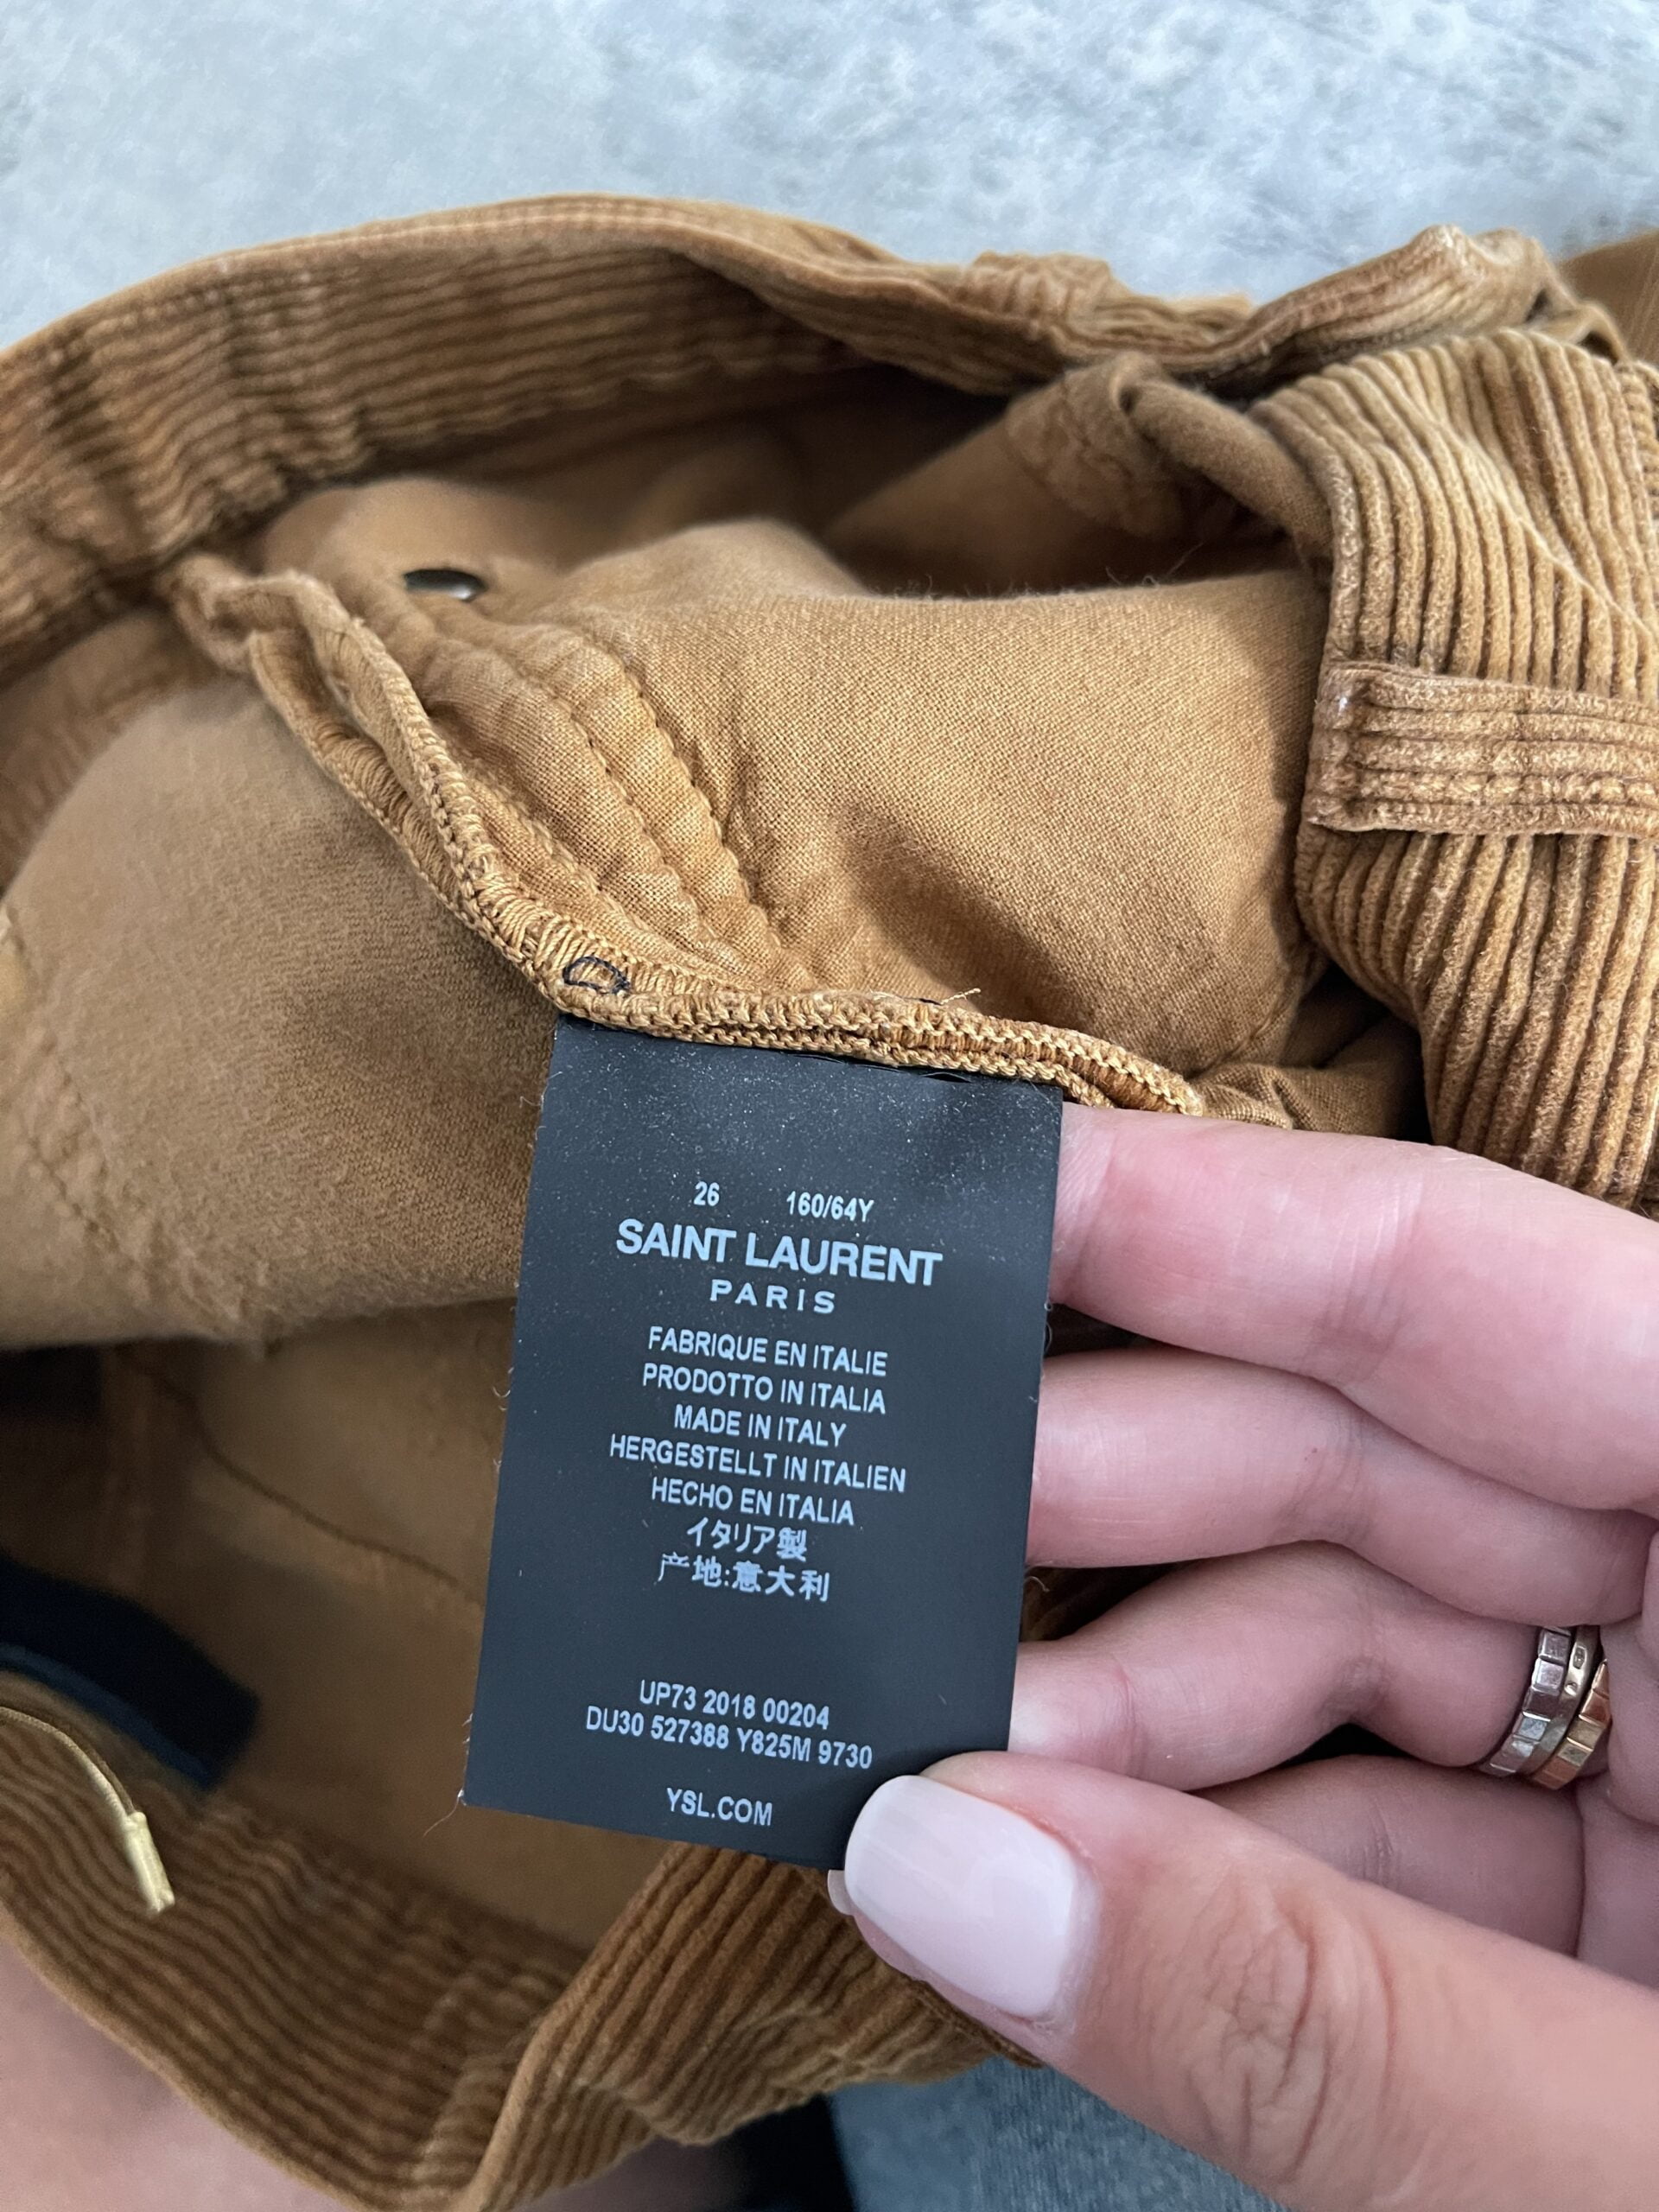 26 160/64Y
SAINT LAURENT
PARIS
FABRIQUE EN ITALIE
PRODOTTO IN ITALIA
MADE IN ITALY
HERGESTELLT IN ITALIEN
HECHO EN ITALIA
イタリア製
产地:意大利
UP73 2018 00204
DU30 527388 Y825M 9730
YSL.COM